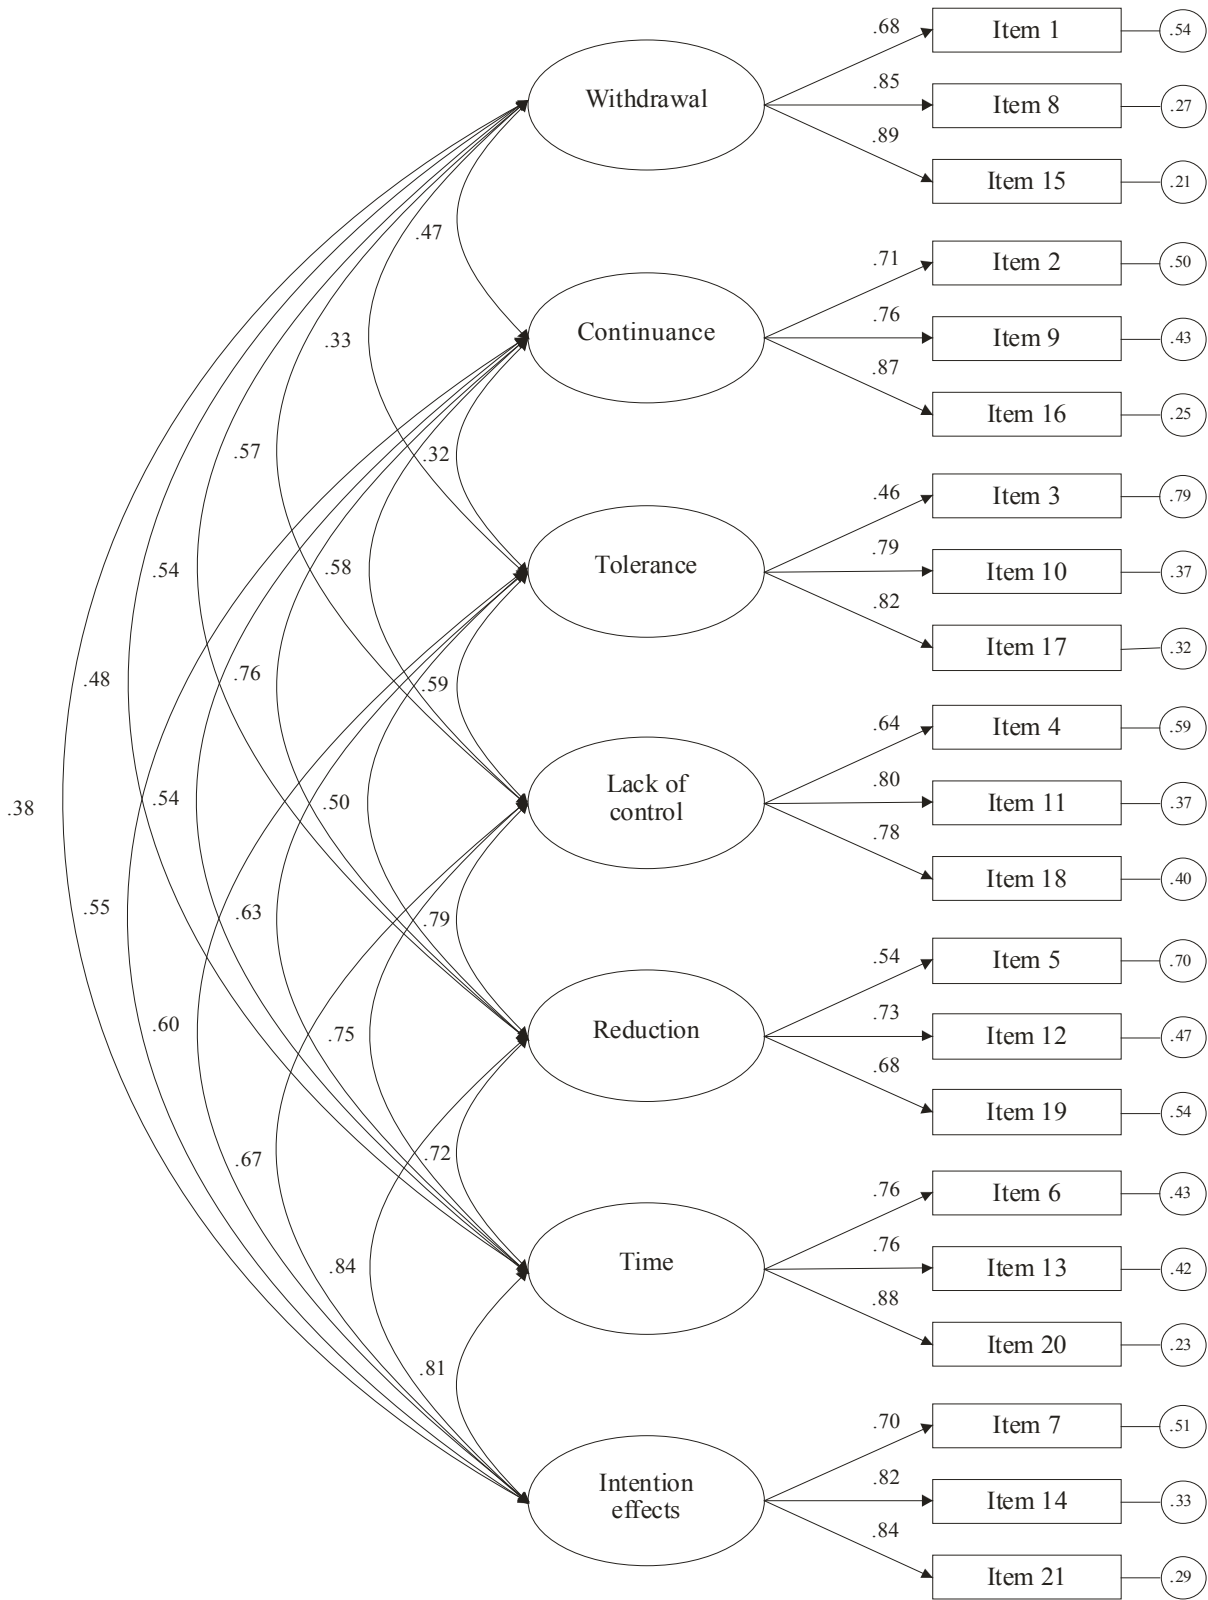 .68
Item 1
.54
Withdrawal
.85
Item 8
.27
.89
Item 15
.21
.47
.71
Item 2
.50
Continuance
.76
Item 9
.43
.33
.87
Item 16
.25
.57
.32
.46
Item 3
.79
Tolerance
.79
Item 10
.37
.54
.58
.82
Item 17
.32
.48
.76
.59
.64
Item 4
.59
Lack of
control
.80
Item 11
.37
.38
.54
.50
.78
Item 18
.40
.55
.63
.79
.54
Item 5
.70
Reduction
.73
Item 12
.47
.60
.75
.68
Item 19
.54
.67
.72
.76
Item 6
.43
Time
.76
Item 13
.42
.84
.88
Item 20
.23
.81
.70
Item 7
.51
Intention
effects
.82
Item 14
.33
.84
Item 21
.29